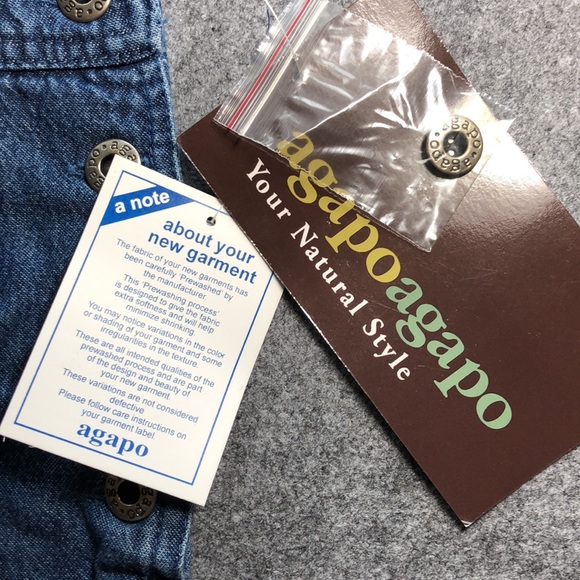 a note
about your
new garment
The fabric of your new garments has
been carefully 'Prewashed' by
the manufacturer.
This 'Prewashing process'
is designed to give the fabric
extra softness and will help
minimize shrinking.
You may notice variations in the color
or shading of your garment and some
irregularities in the texture.
These are all intended qualities of the
prewashed process and are part
of the design and beauty of
your new garment.
These variations are not considered
defective
Please follow care instructions on
your garment label
agapo
agapoagapo
Your Natural Style
agapo
agapo